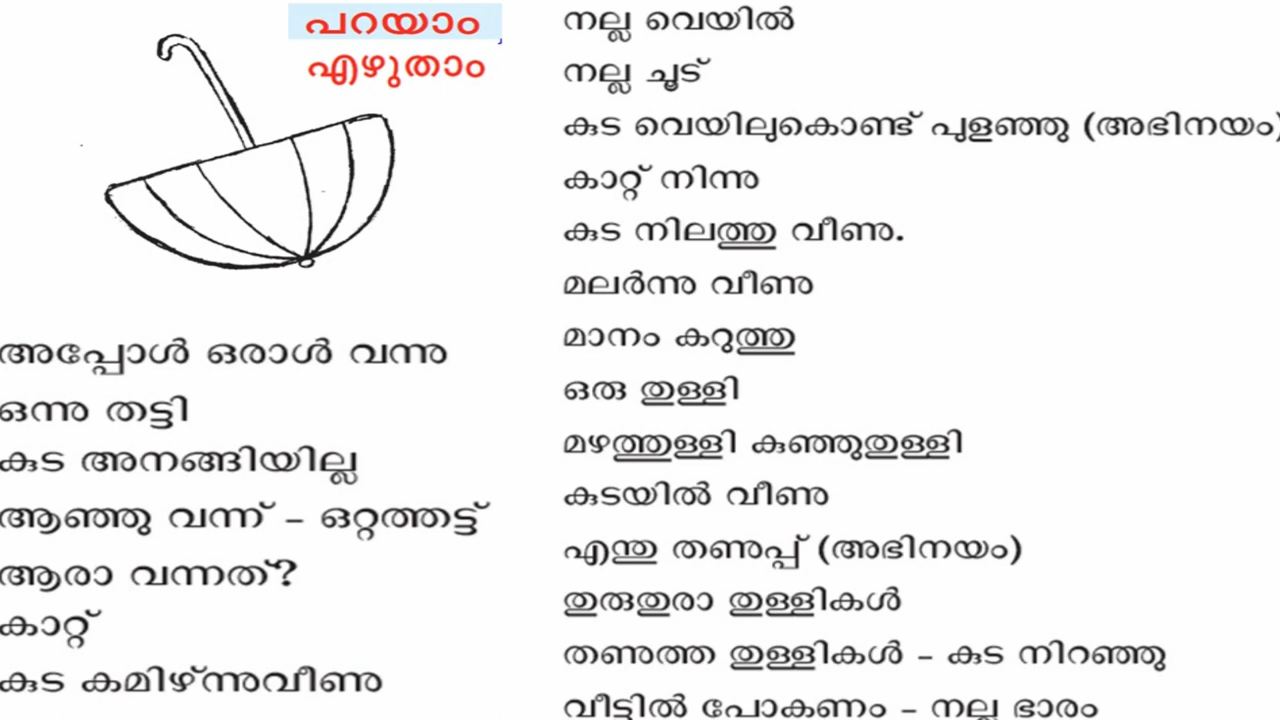 പറയാം
എഴുതാം
അപ്പോൾ ഒരാൾ വന്നു
ഒന്നു തട്ടി
കുട അനങ്ങിയില്ല
ആഞ്ഞു വന്ന് – ഒറ്റത്തട്ട്
ആരാ വന്നത്?
കാറ്റ്
കുട കമിഴ്ന്നുവീണു
നല്ല വെയിൽ
നല്ല ചൂട്
കുട വെയിലുകൊണ്ട് പുളഞ്ഞു (അഭിനയം)
കാറ്റ് നിന്നു
കുട നിലത്തു വീണു.
മലർന്നു വീണു
മാനം കറുത്തു
ഒരു തുള്ളി
മഴത്തുള്ളി കുഞ്ഞുതുള്ളി
കുടയിൽ വീണു
എന്തു തണുപ്പ് (അഭിനയം)
തുരുതുരാ തുള്ളികൾ
തണുത്ത തുള്ളികൾ – കുട നിറഞ്ഞു
വീട്ടിൽ പോകണം – നല്ല ഭാരം